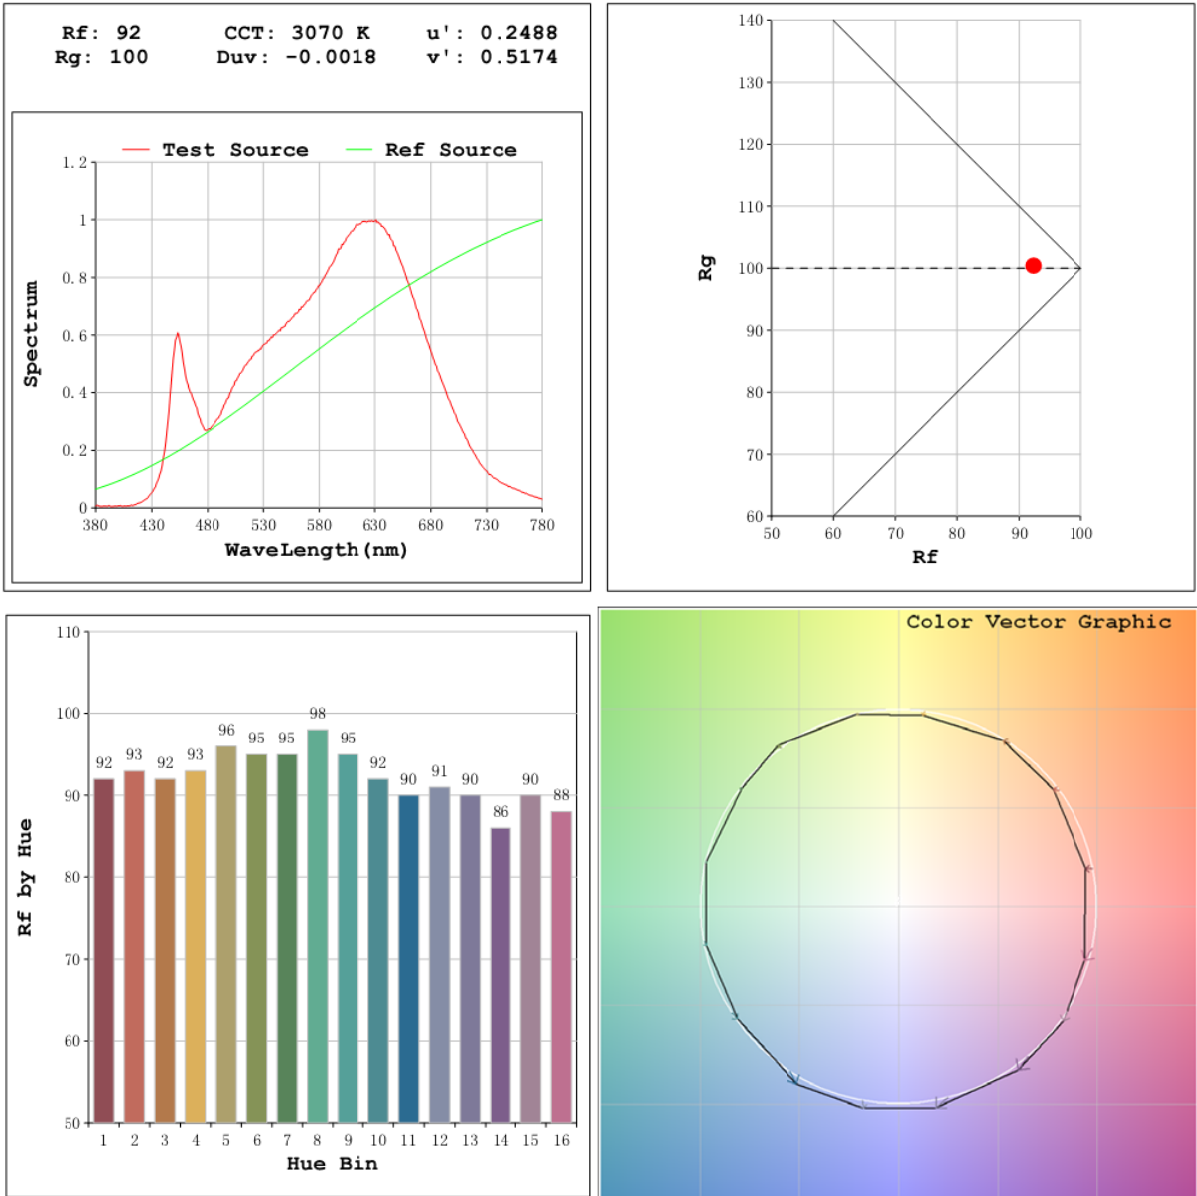 Rf: 92 CCT: 3070 K u': 0.2488
Rg: 100 Duv: -0.0018 v': 0.5174
Test Source Ref Source
1.2
1
0.8
0.6
0.4
0.2
0
Spectrum
380 430 480 530 580 630 680 730 780
WaveLength(nm)
140
130
120
110
100
90
80
70
60
Rg
50 60 70 80 90 100
Rf
110
100
90
80
70
60
50
Rf by Hue
92 93 92 93 96 95 95 98 95 92 90 91 90 86 90 88
1 2 3 4 5 6 7 8 9 10 11 12 13 14 15 16
Hue Bin
Color Vector Graphic